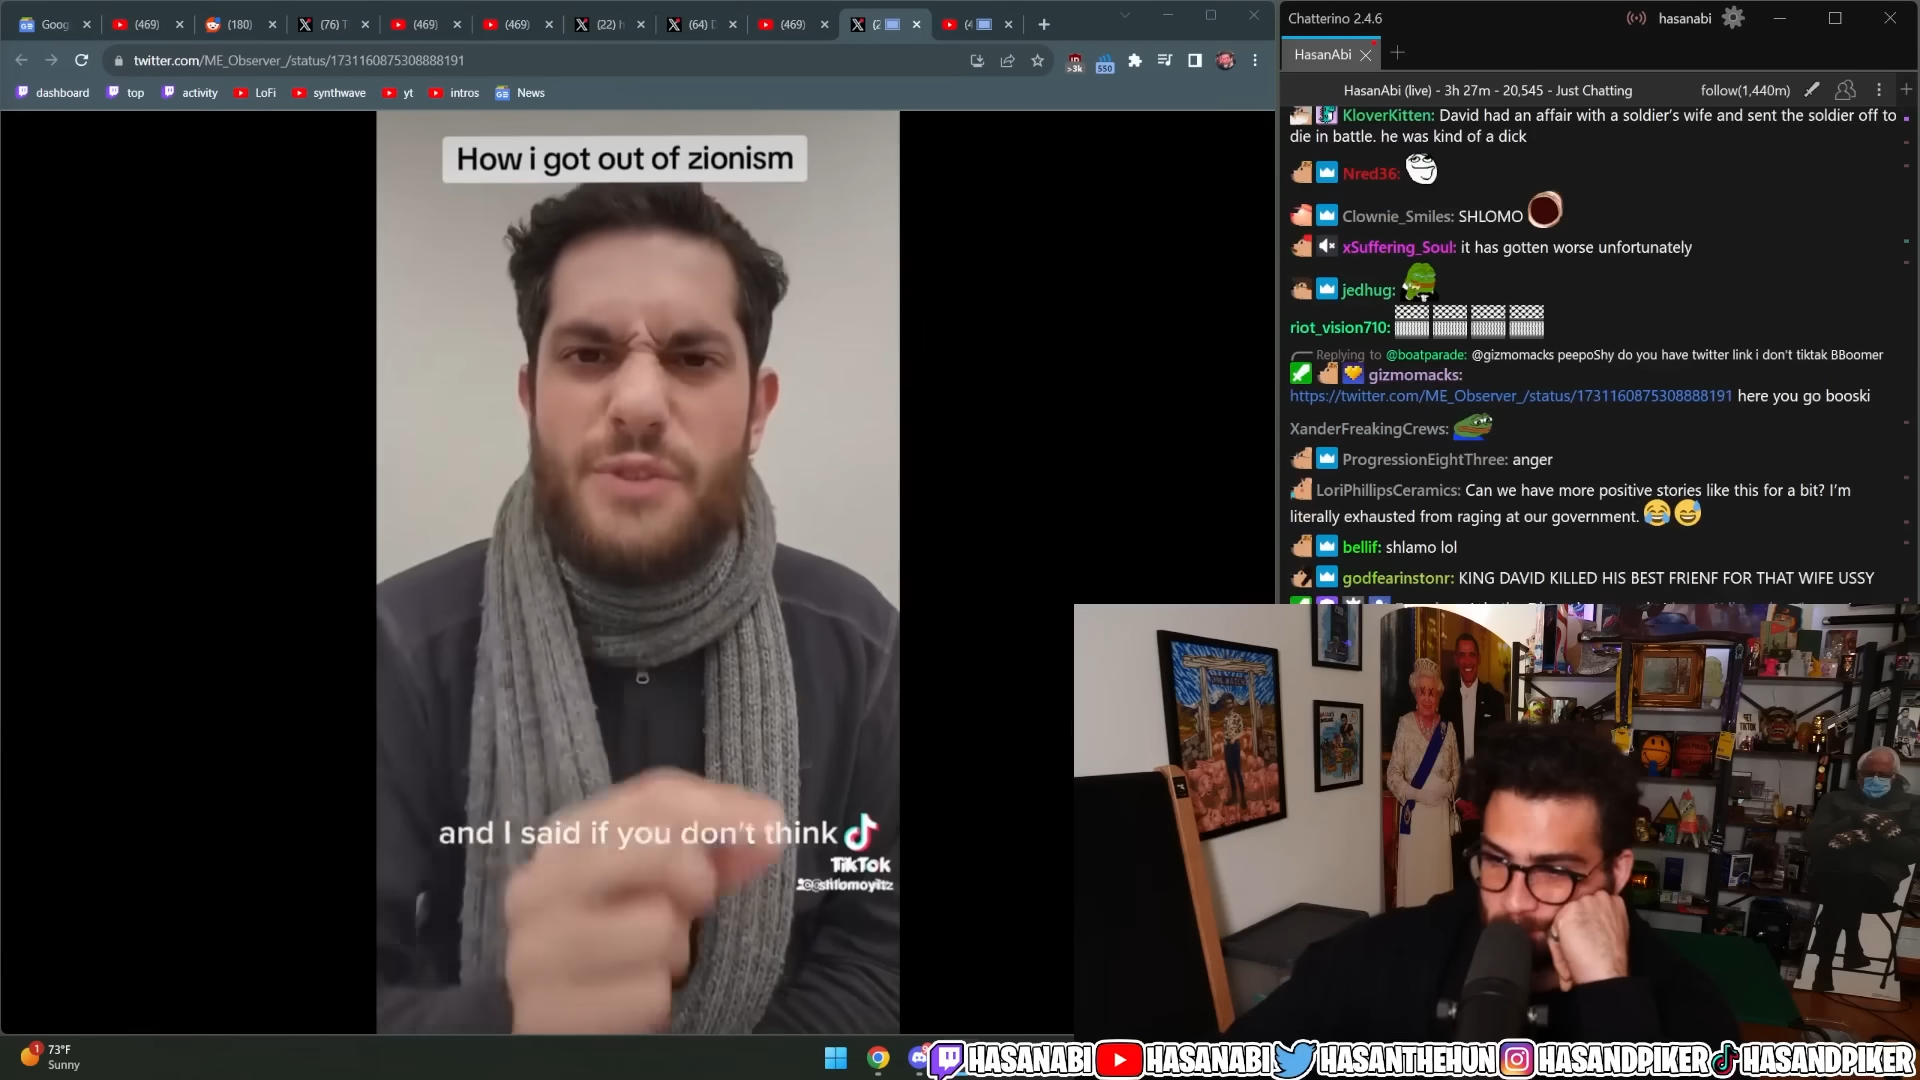 Goog
(469)
(180)
(76) T
(469)
(469)
(22) h
(64)
(469)
twitter.com/ME_Observer_/status/1731160875308888191
>3k
550
dashboard
top
activity
LoFi
synthwave
yt
intros
News
How i got out of zionism
and I said if you don't think
TikTok
73°F
Sunny
1
Chatterino 2.4.6
hasanabi
HasanAbi
HasanAbi (live) - 3h 27m - 20,545 - Just Chatting
follow(1,440m)
KloverKitten: David had an affair with a soldier's wife and sent the soldier off to
die in battle. he was kind of a dick
Nred36:
Clownie_Smiles: SHLOMO
xSuffering_Soul: it has gotten worse unfortunately
jedhug:
riot_vision710:
Replying to @boatparade: @gizmomacks peepoShy do you have twitter link i don't tiktak BBoomer
gizmomacks:
https://twitter.com/ME_Observer_/status/1731160875308888191 here you go booski
XanderFreakingCrews:
ProgressionEightThree: anger
LoriPhillipsCeramics: Can we have more positive stories like this for a bit? I'm
literally exhausted from raging at our government.
bellif: shlamo lol
godfearinstonr: KING DAVID KILLED HIS BEST FRIENF FOR THAT WIFE USSY
HASANABI HASANABI HASANTHEHUN HASANDPIKER HASANDPIKER